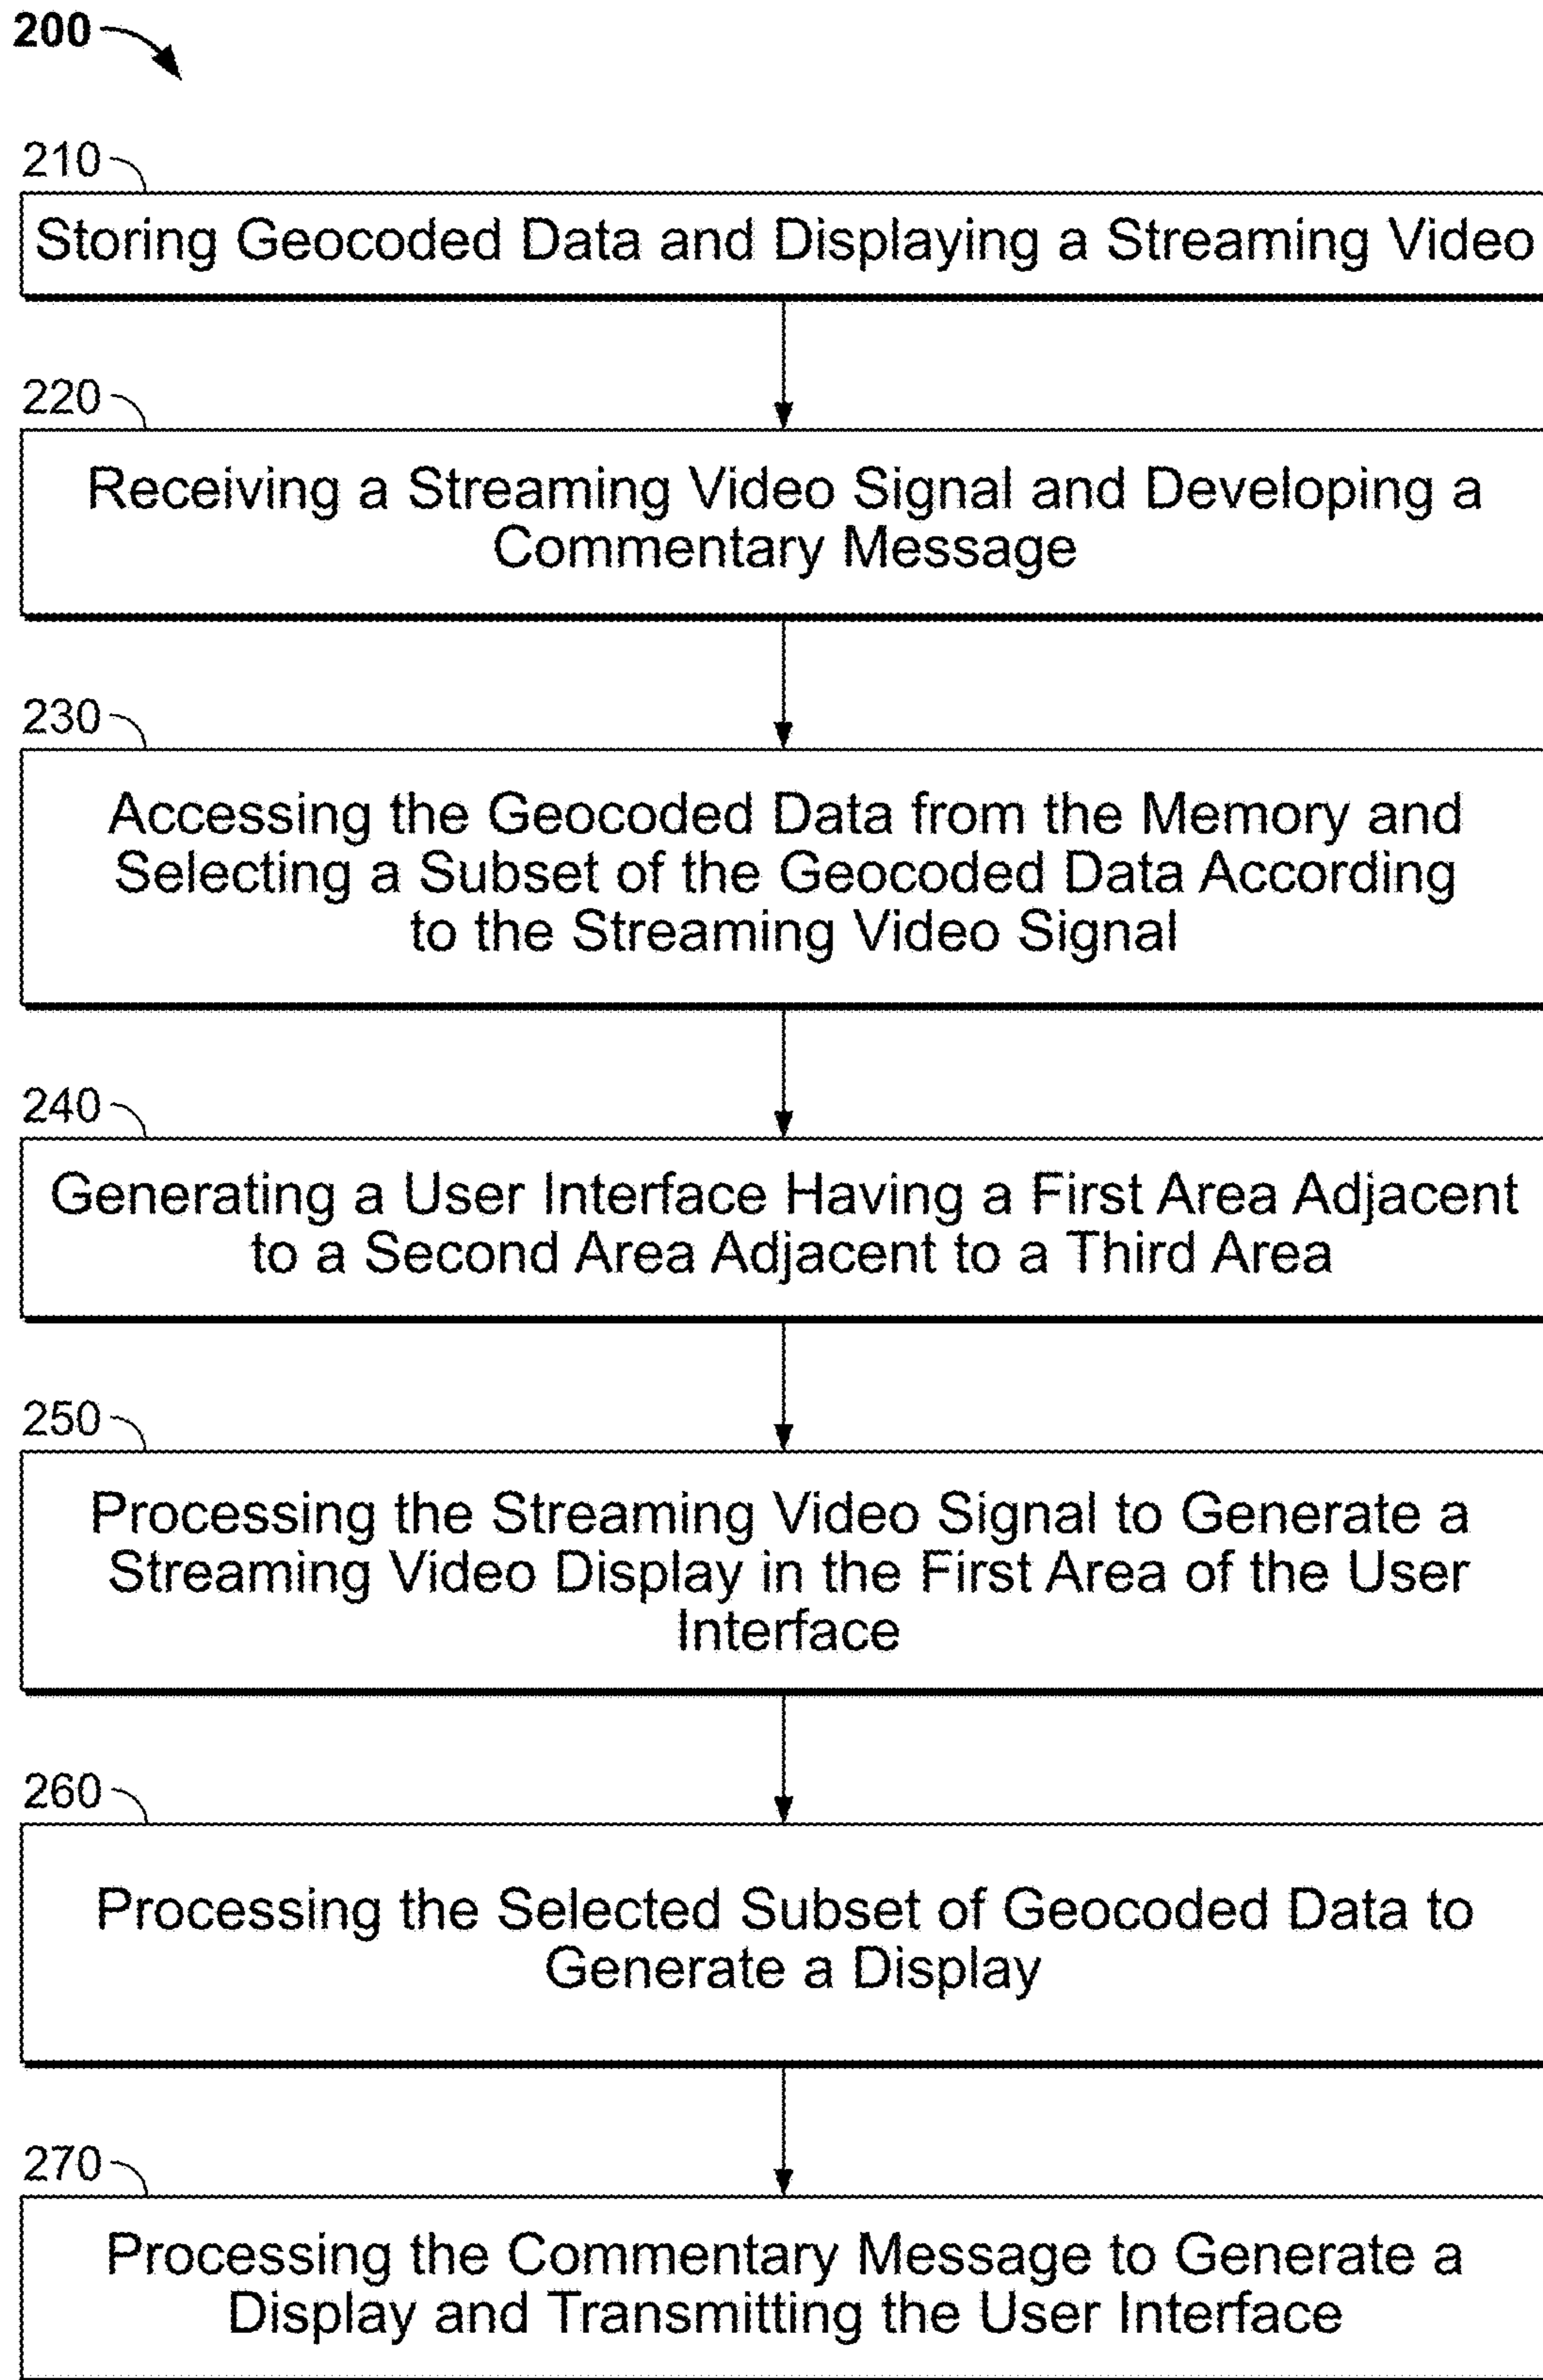 200
210
Storing Geocoded Data and Displaying a Streaming Video
220
Receiving a Streaming Video Signal and Developing a
Commentary Message
230
Accessing the Geocoded Data from the Memory and
Selecting a Subset of the Geocoded Data According
to the Streaming Video Signal
240
Generating a User Interface Having a First Area Adjacent
to a Second Area Adjacent to a Third Area
250
Processing the Streaming Video Signal to Generate a
Streaming Video Display in the First Area of the User
Interface
260
Processing the Selected Subset of Geocoded Data to
Generate a Display
270
Processing the Commentary Message to Generate a
Display and Transmitting the User Interface